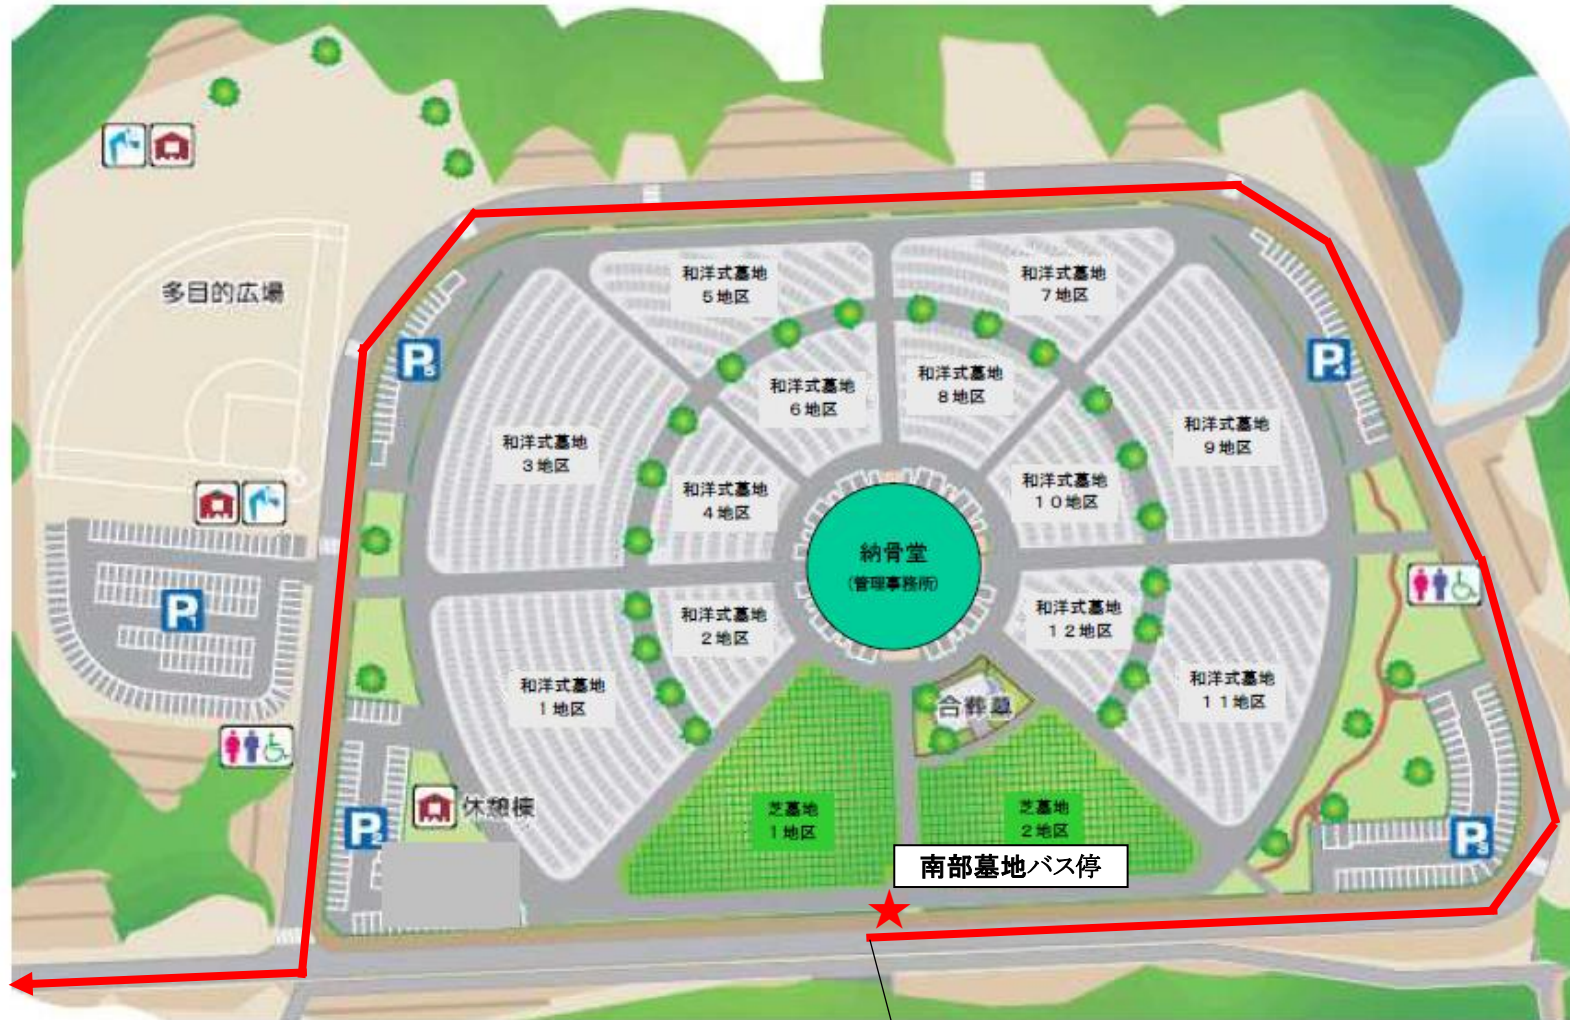 多目的広場
和洋式墓地
5地区
和洋式墓地
7地区
P5
和洋式墓地
6地区
和洋式墓地
8地区
P4
和洋式墓地
3地区
和洋式墓地
9地区
和洋式墓地
4地区
和洋式墓地
10地区
納骨堂
(管理事務所)
P1
和洋式墓地
2地区
和洋式墓地
12地区
和洋式墓地
1地区
和洋式墓地
11地区
合葬墓
P2
休憩棟
芝墓地
1地区
芝墓地
2地区
P3
南部墓地バス停